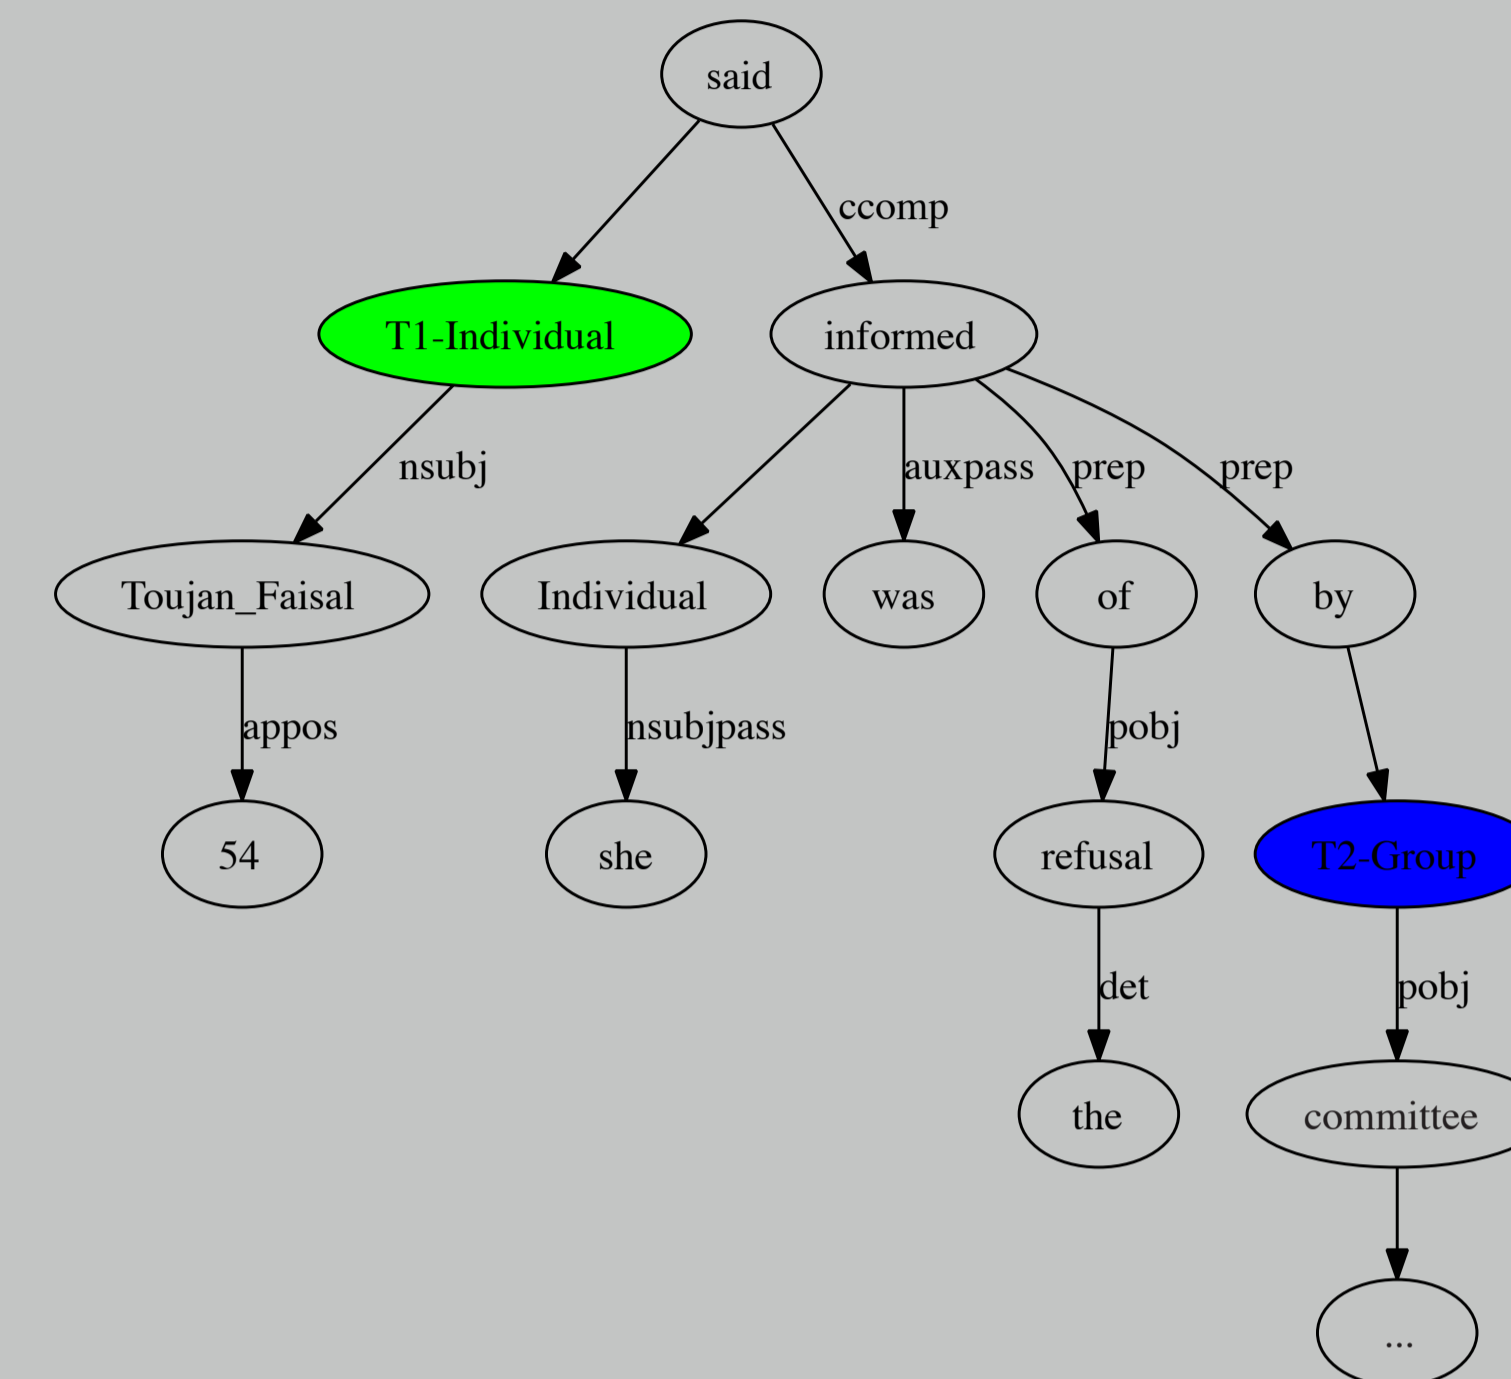 said
ccomp
T1-Individual
informed
nsubj
auxpass
prep
prep
Toujan_Faisal
Individual
was
of
by
appos
nsubjpass
pobj
54
she
refusal
T2-Group
det
pobj
the
committee
...